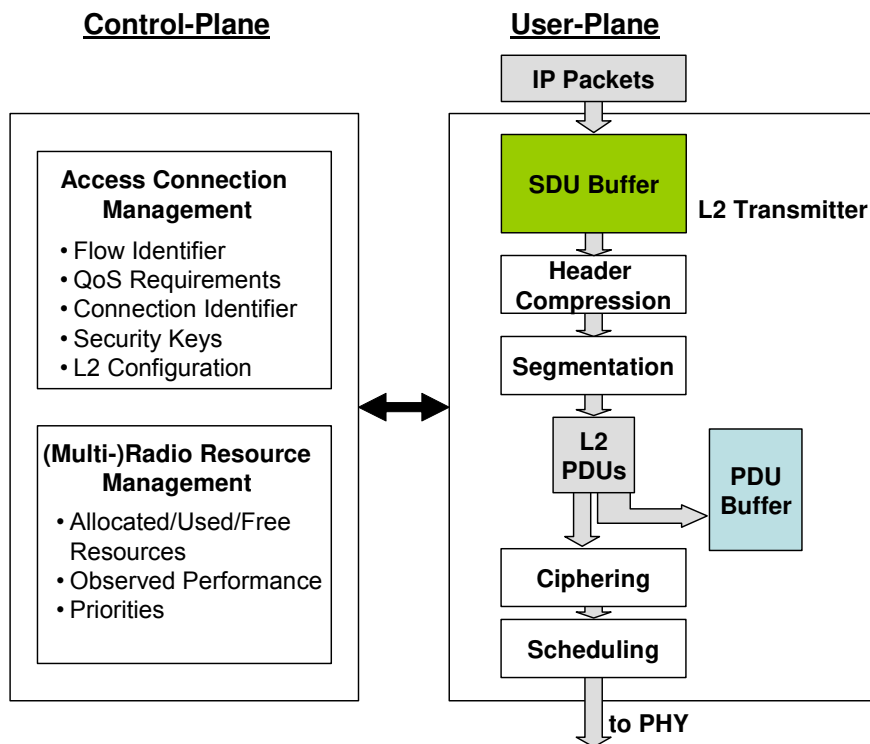 Control-Plane
Access Connection
Management
• Flow Identifier
• QoS Requirements
• Connection Identifier
• Security Keys
• L2 Configuration
(Multi-)Radio Resource
Management
• Allocated/Used/Free
Resources
• Observed Performance
• Priorities
User-Plane
IP Packets
SDU Buffer
L2 Transmitter
Header
Compression
Segmentation
L2
PDUs
PDU
Buffer
Ciphering
Scheduling
to PHY